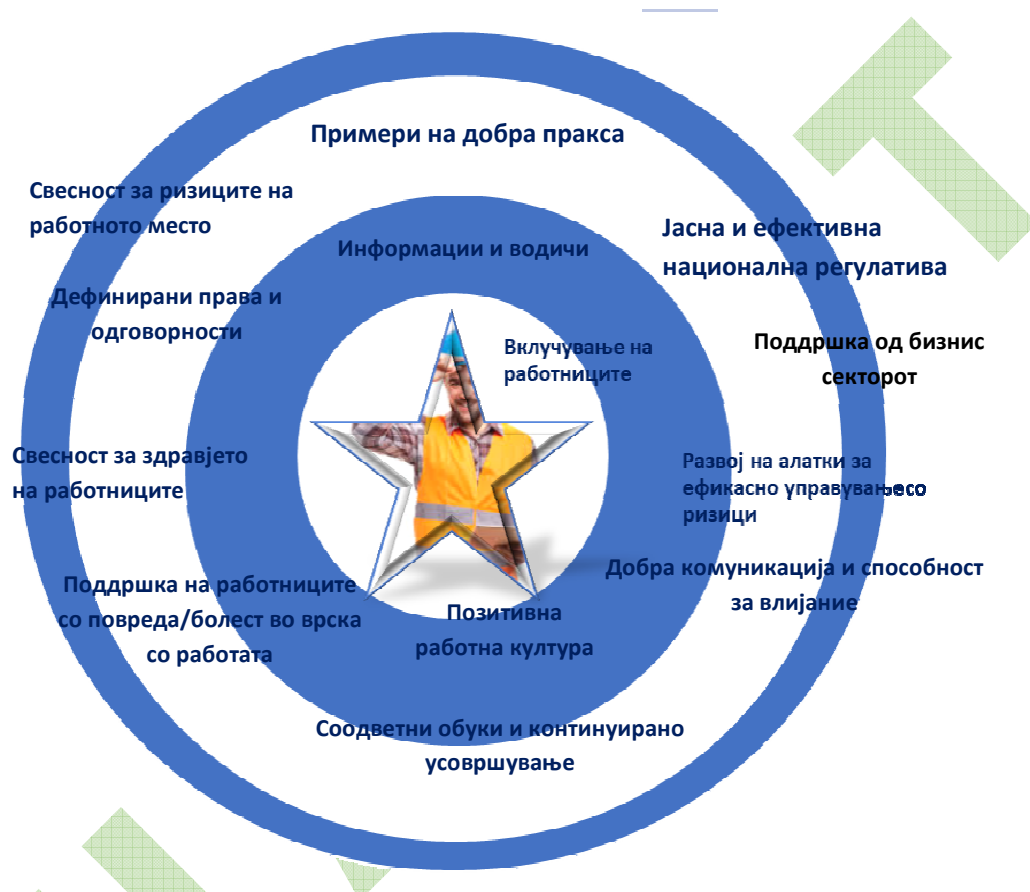 Примери на добра пракса
Свесност за ризиците на
работното место
Информации и водичи
Јасна и ефективна
национална регулатива
Дефинирани права и
одговорности
Вклучување на
работниците
Поддршка од бизнис
секторот
Свесност за здравјето
на работниците
Развој на алатки за
ефикасно управувањесо
ризици
Добра комуникација и способност
за влијание
Поддршка на работниците
со повреда/болест во врска
со работата
Позитивна
работна култура
Соодветни обуки и континуирано
усовршување
T